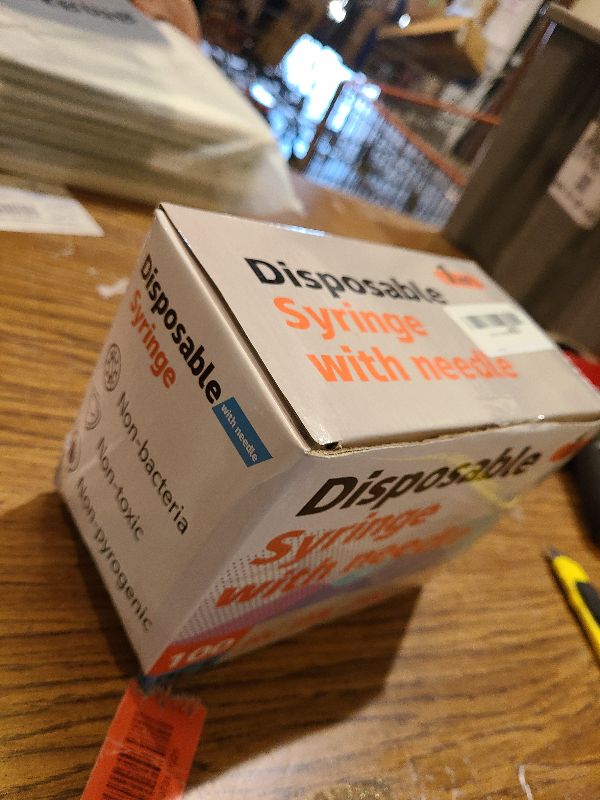 Disposable
Syringe
with needle
Disposable
Syringe
with needle
Non-bacteria
Non-toxic
Non-pyrogenic
Disposable
Syringe
with needle
100